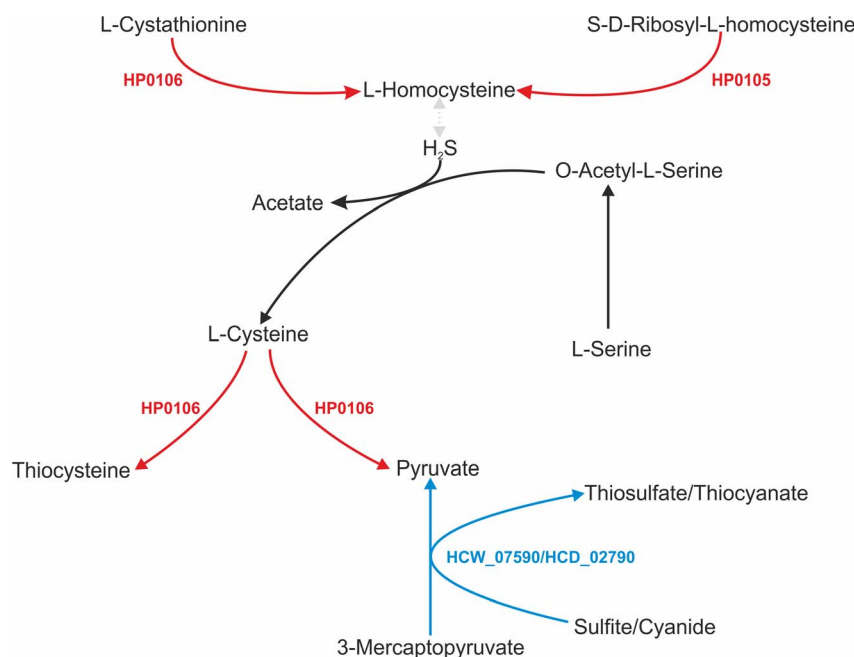 L-Cystathionine
S-D-Ribosyl-L-homocysteine
HP0106
HP0105
L-Homocysteine
H₂S
O-Acetyl-L-Serine
Acetate
L-Cysteine
L-Serine
HP0106
HP0106
Thiocysteine
Pyruvate
Thiosulfate/Thiocyanate
HCW_07590/HCD_02790
Sulfite/Cyanide
3-Mercaptopyruvate